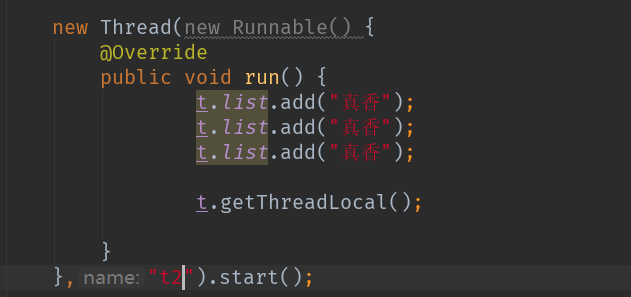 new Thread(new Runnable() {
@Override
public void run() {
t.list.add("真香");
t.list.add("真香");
t.list.add("真香");
t.getThreadLocal();
}
}, name: "t2").start();